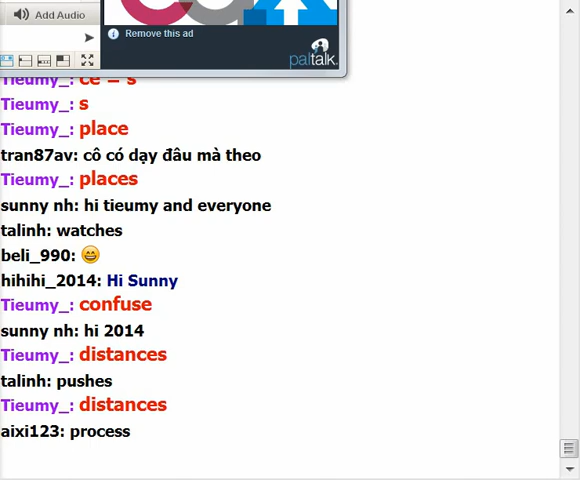 Add Audio
Remove this ad
paltalk
Tieumy_: ce = s
Tieumy_: s
Tieumy_: place
tran87av: cô có dạy đâu mà theo
Tieumy_: places
sunny nh: hi tieumy and everyone
talinh: watches
beli_990: 😄
hihihi_2014: Hi Sunny
Tieumy_: confuse
sunny nh: hi 2014
Tieumy_: distances
talinh: pushes
Tieumy_: distances
aixi123: process